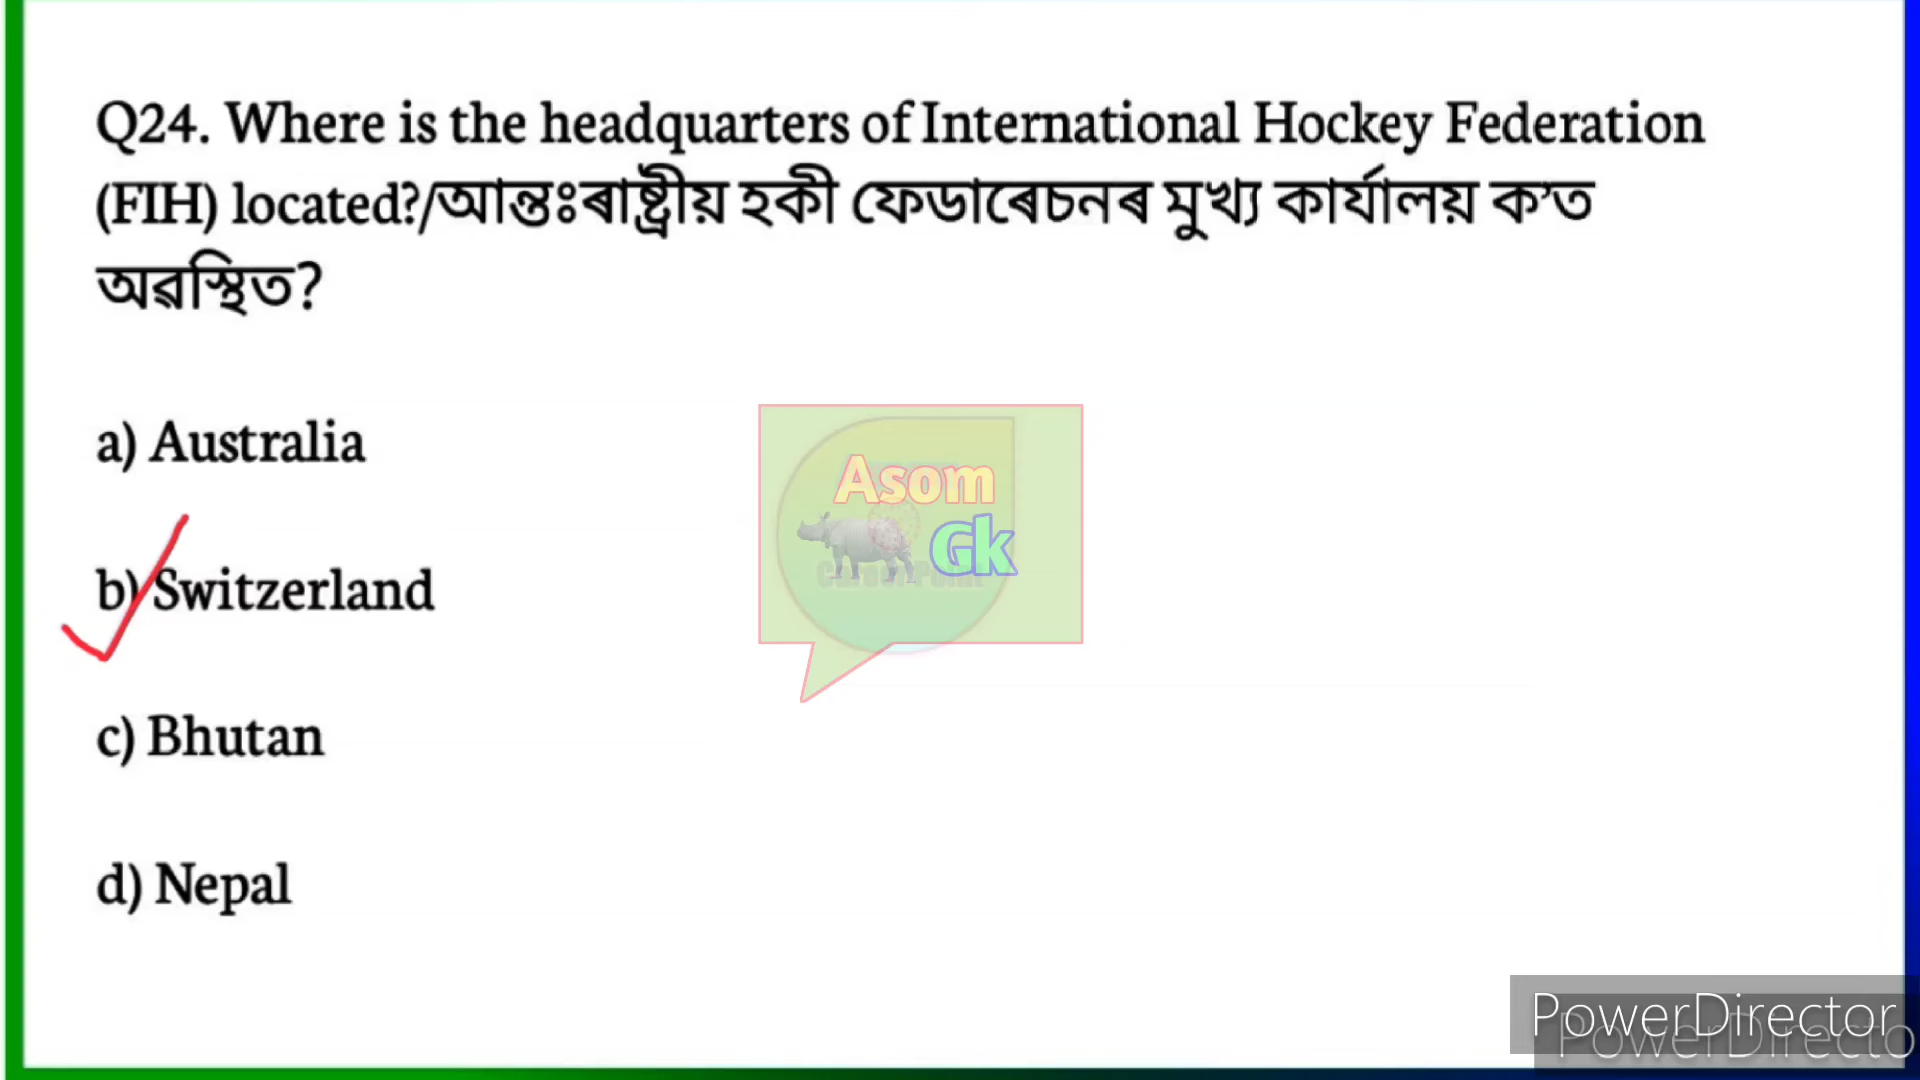 Q24. Where is the headquarters of International Hockey Federation
(FIH) located?/আন্তঃৰাষ্ট্ৰীয় হকী ফেডাৰেচনৰ মুখ্য কাৰ্যালয় ক’ত
অৱস্থিত?
a) Australia
b) Switzerland
c) Bhutan
d) Nepal
Asom
Gk
PowerDirector
PowerDirecto